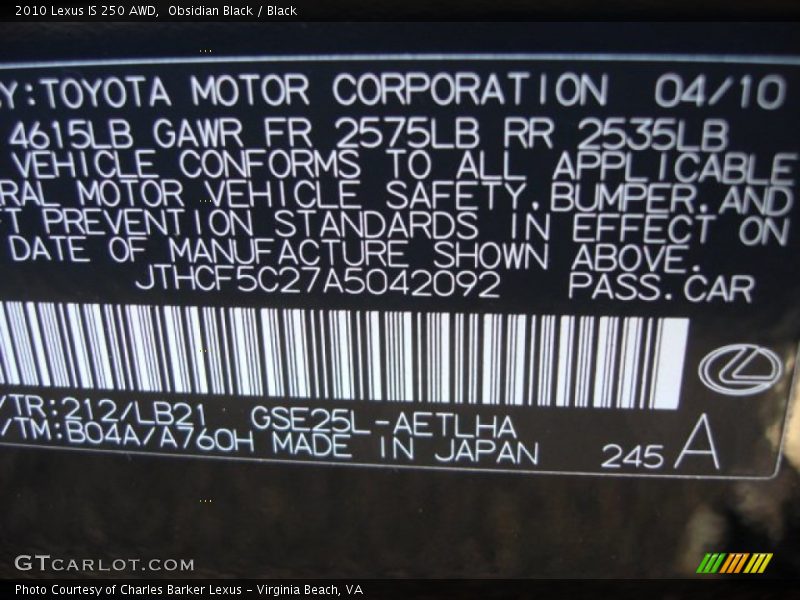 2010 Lexus IS 250 AWD,  Obsidian Black / Black
Y:TOYOTA MOTOR CORPORATION 04/10
4615LB GAWR FR 2575LB RR 2535LB
VEHICLE CONFORMS TO ALL APPLICABLE
RAL MOTOR VEHICLE SAFETY,BUMPER,AND
FT PREVENTION STANDARDS IN EFFECT ON
DATE OF MANUFACTURE SHOWN ABOVE.
JTHCF5C27A5042092 PASS.CAR
/TR:212/LB21 GSE25L-AETLHA
/TM:B04A/A760H MADE IN JAPAN 245 A
GTCARLOT.COM
Photo Courtesy of Charles Barker Lexus - Virginia Beach, VA